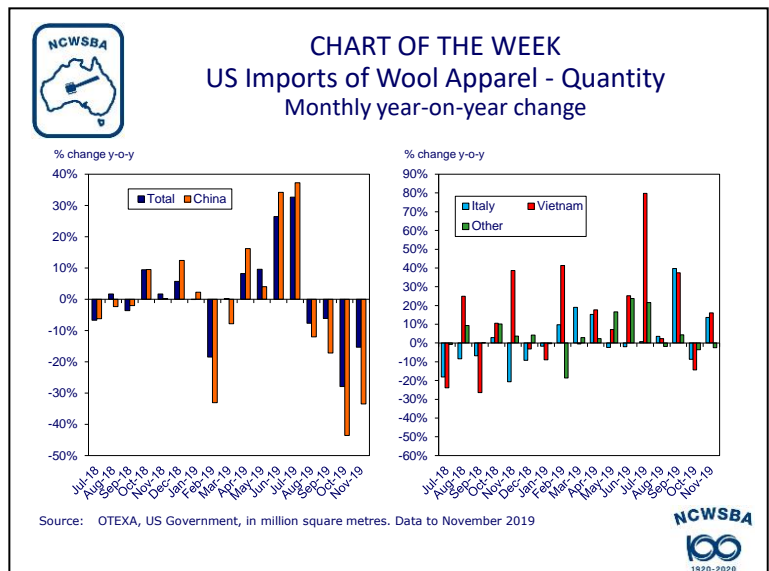 NCWSBA
CHART OF THE WEEK
US Imports of Wool Apparel - Quantity
Monthly year-on-year change
% change y-o-y
40%
30%
20%
10%
0%
-10%
-20%
-30%
-40%
-50%
Total China
Jul-18 Aug-18 Sep-18 Oct-18 Nov-18 Dec-18 Jan-19 Feb-19 Mar-19 Apr-19 May-19 Jun-19 Jul-19 Aug-19 Sep-19 Oct-19 Nov-19
% change y-o-y
90%
80%
70%
60%
50%
40%
30%
20%
10%
0%
-10%
-20%
-30%
-40%
-50%
-60%
Italy Vietnam
Other
Jul-18 Aug-18 Sep-18 Oct-18 Nov-18 Dec-18 Jan-19 Feb-19 Mar-19 Apr-19 May-19 Jun-19 Jul-19 Aug-19 Sep-19 Oct-19 Nov-19
Source: OTEXA, US Government, in million square metres. Data to November 2019
NCWSBA
100
1920-2020